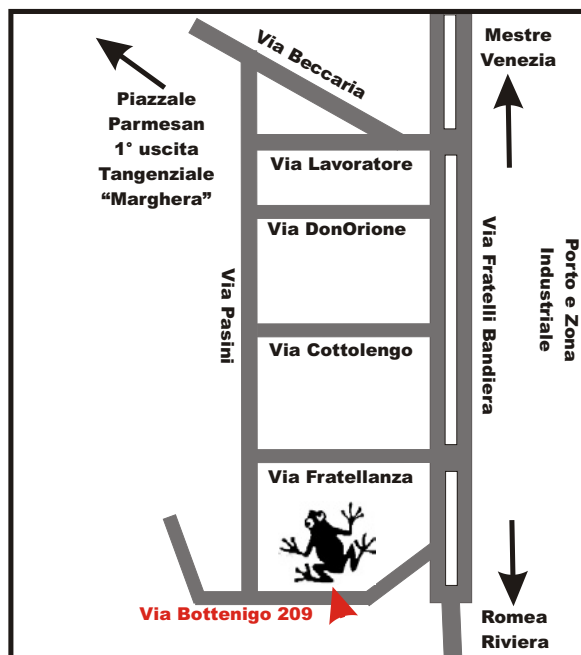 Mestre
Venezia
Via Beccaria
Piazzale
Parmesan
1° uscita
Tangenziale
“Marghera”
Via Lavoratore
Via DonOrione
Via Pasini
Via Fratelli Bandiera
Porto e Zona
Industriale
Via Cottolengo
Via Fratellanza
Via Bottenigo 209
Romea
Riviera